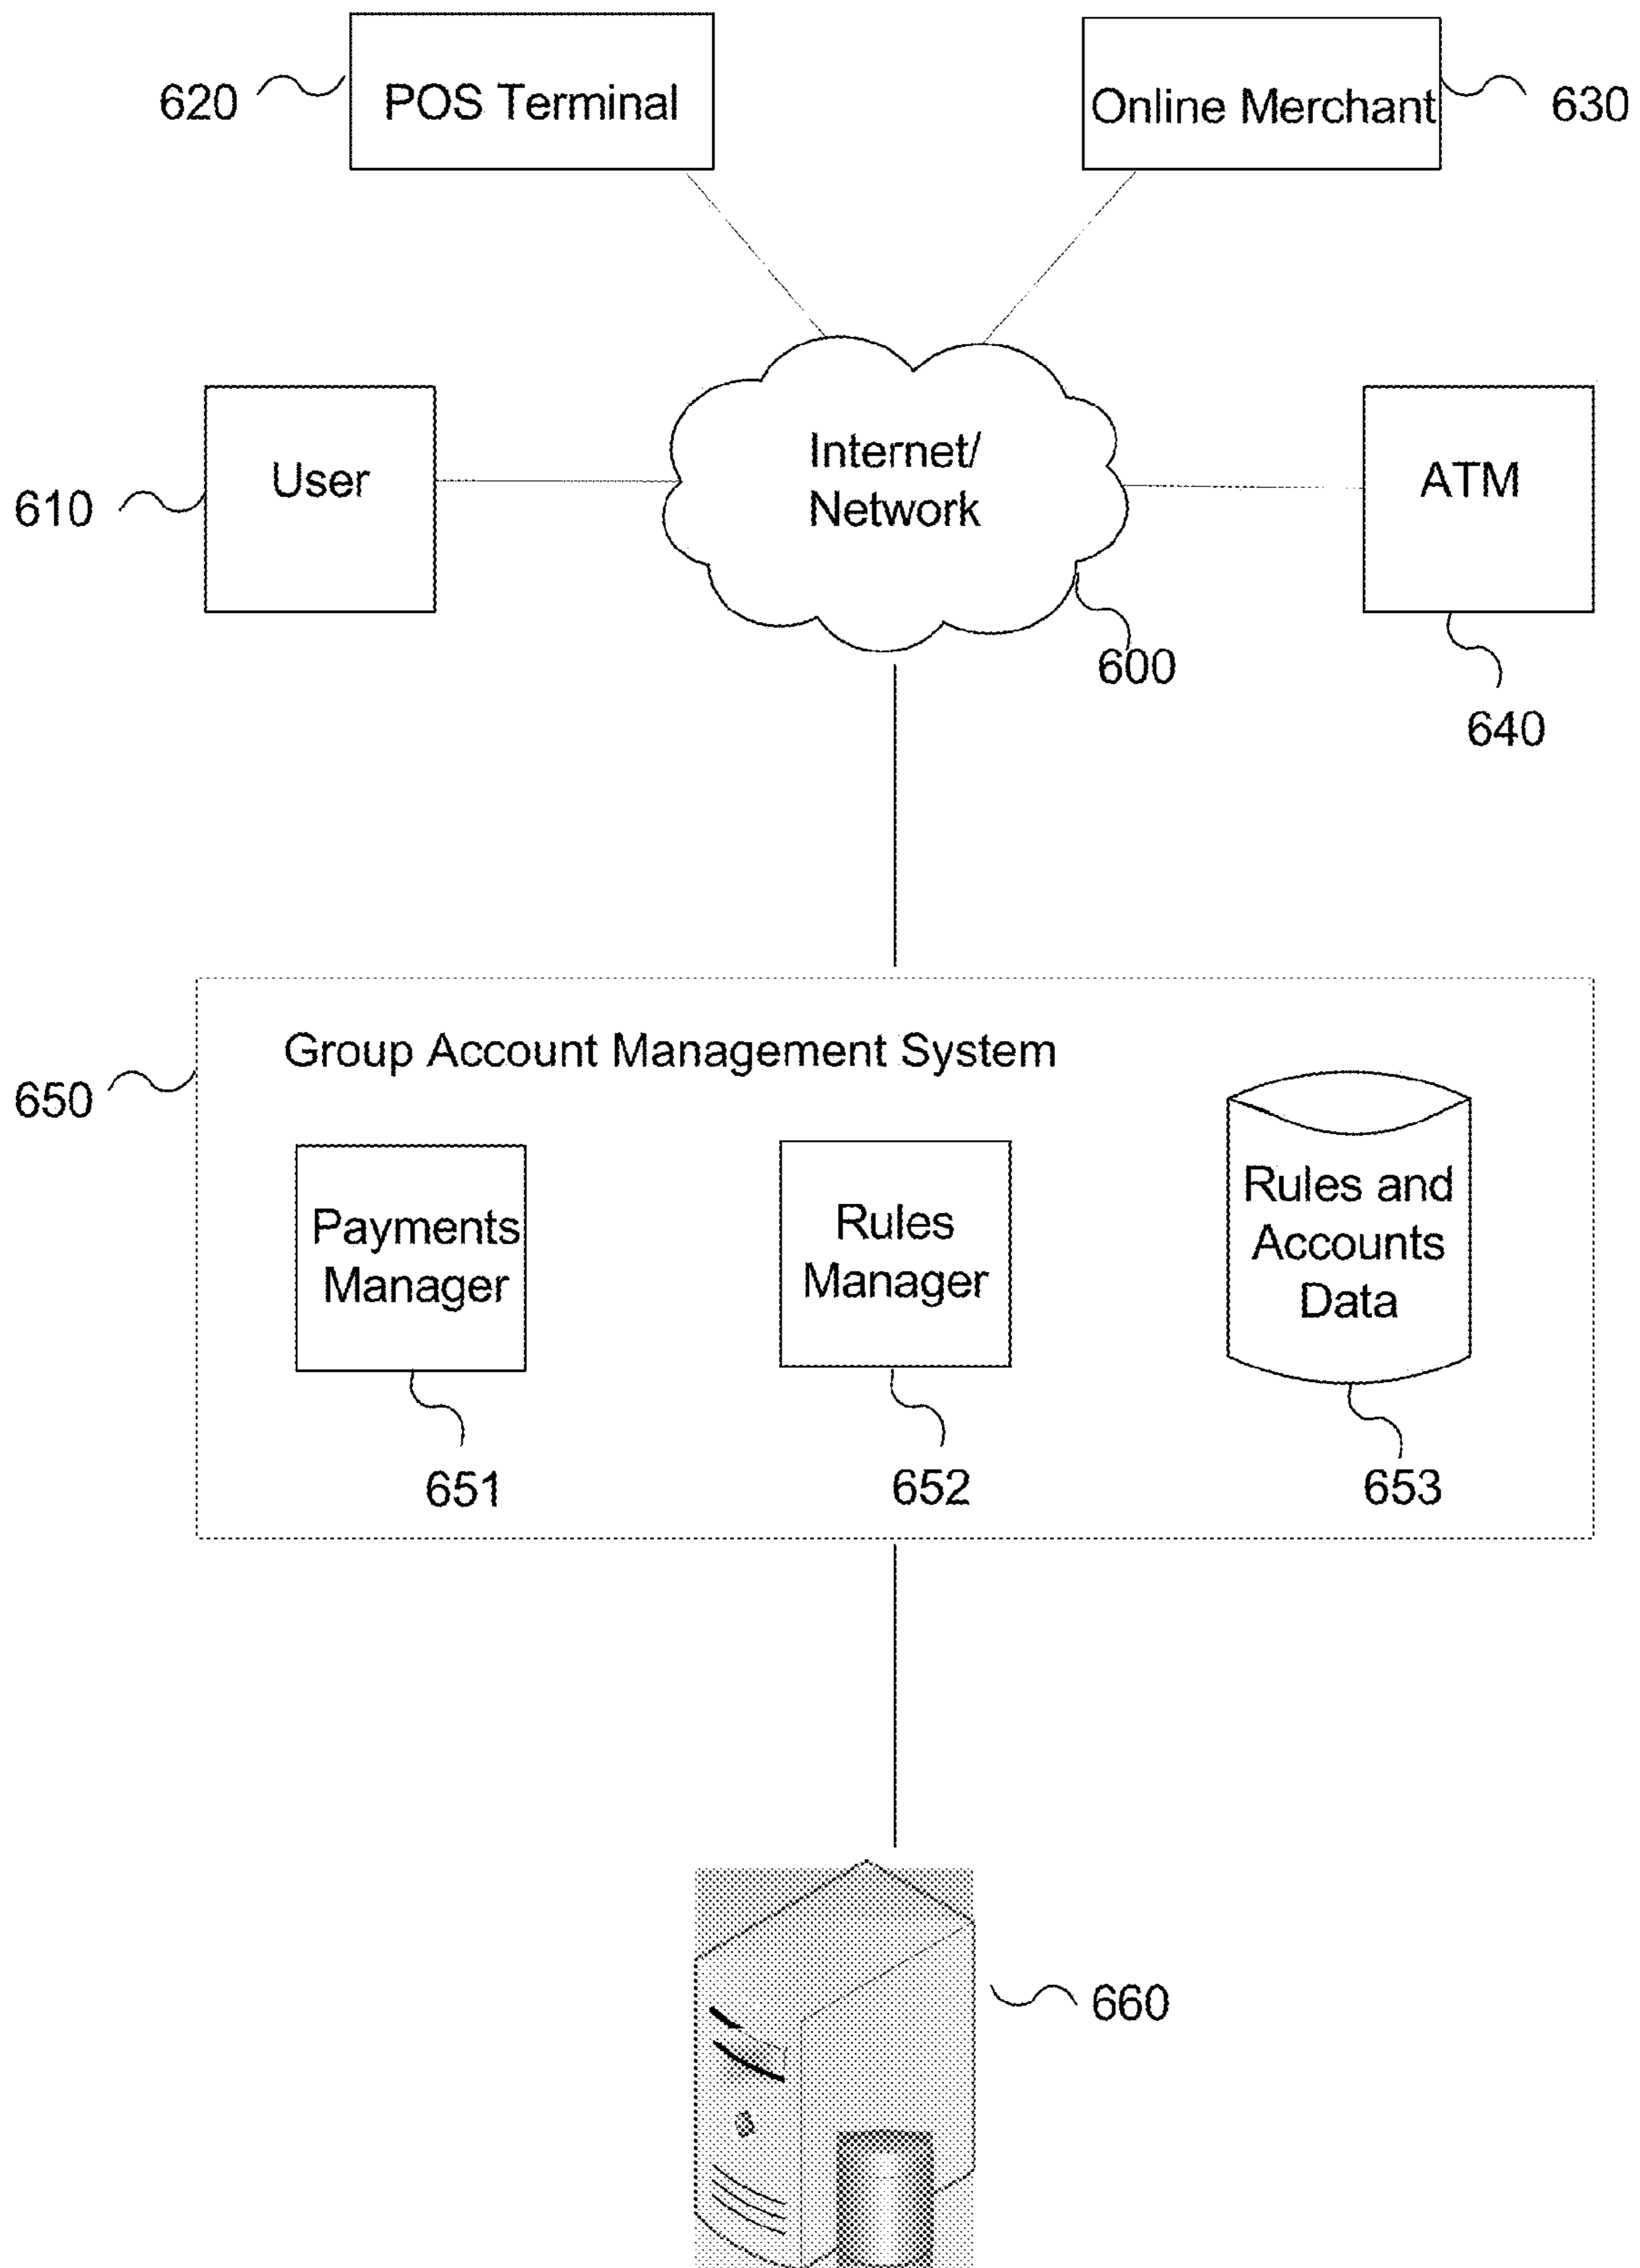 620
POS Terminal
Online Merchant
630
610
User
Internet/
Network
ATM
600
640
Group Account Management System
650
Payments
Manager
Rules
Manager
Rules and
Accounts
Data
651
652
653
660